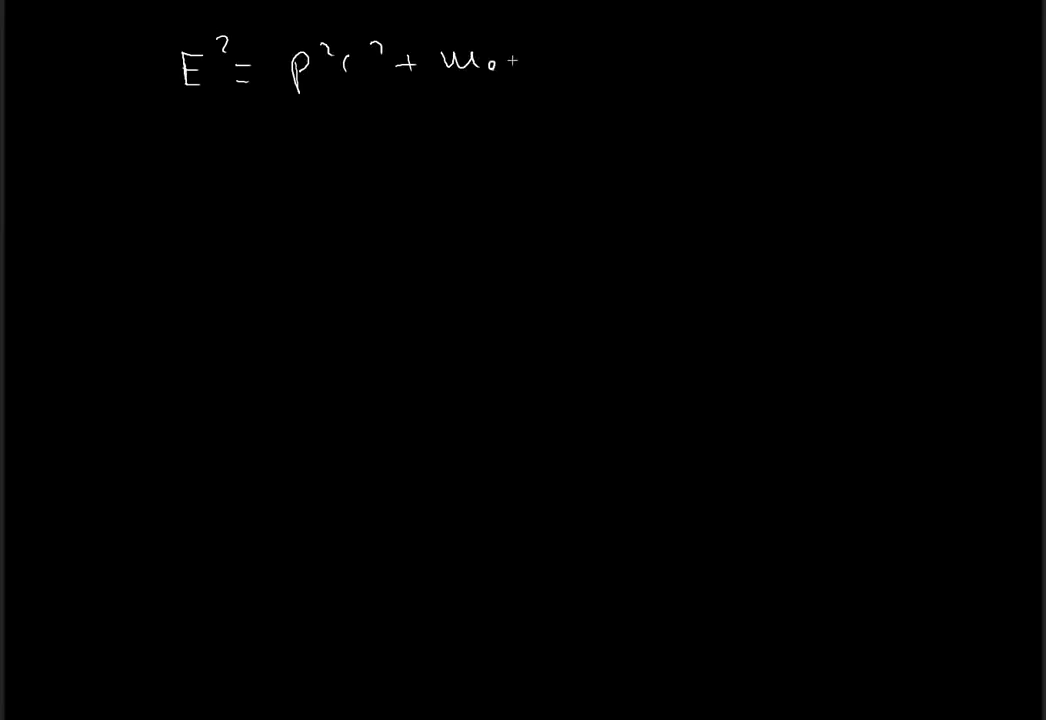 E² = p²c² + m₀